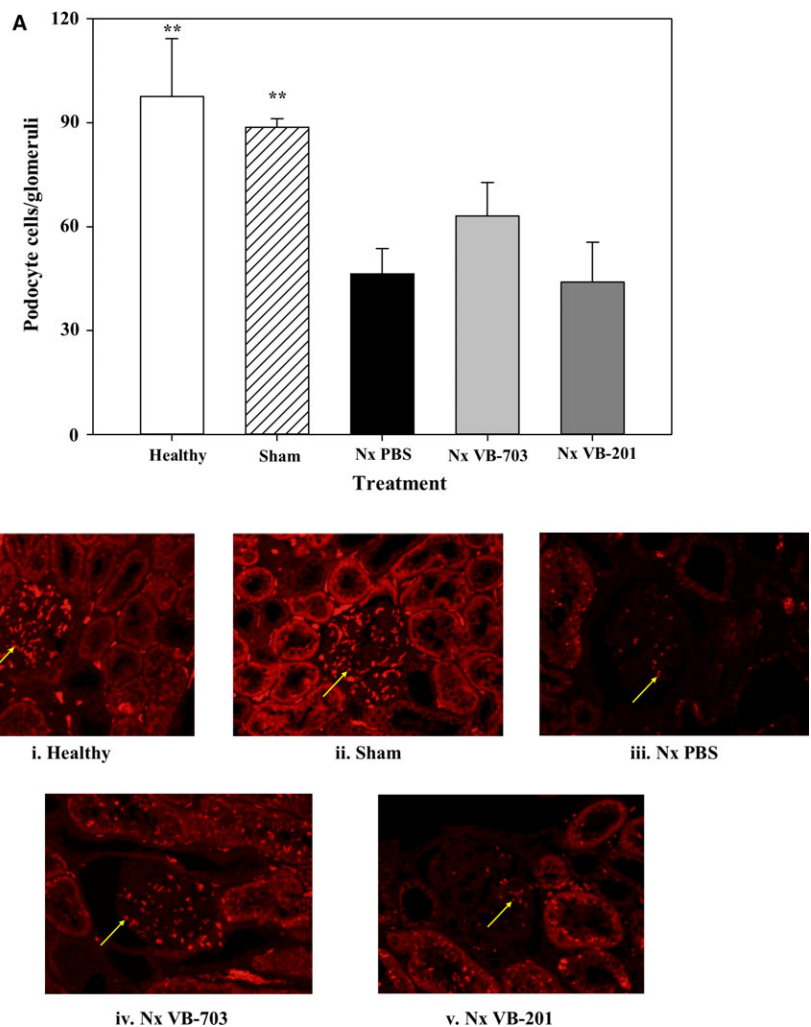 A
120
**
**
90
60
30
0
Podocyte cells/glomeruli
Healthy Sham Nx PBS Nx VB-703 Nx VB-201
Treatment
i. Healthy ii. Sham iii. Nx PBS
iv. Nx VB-703 v. Nx VB-201